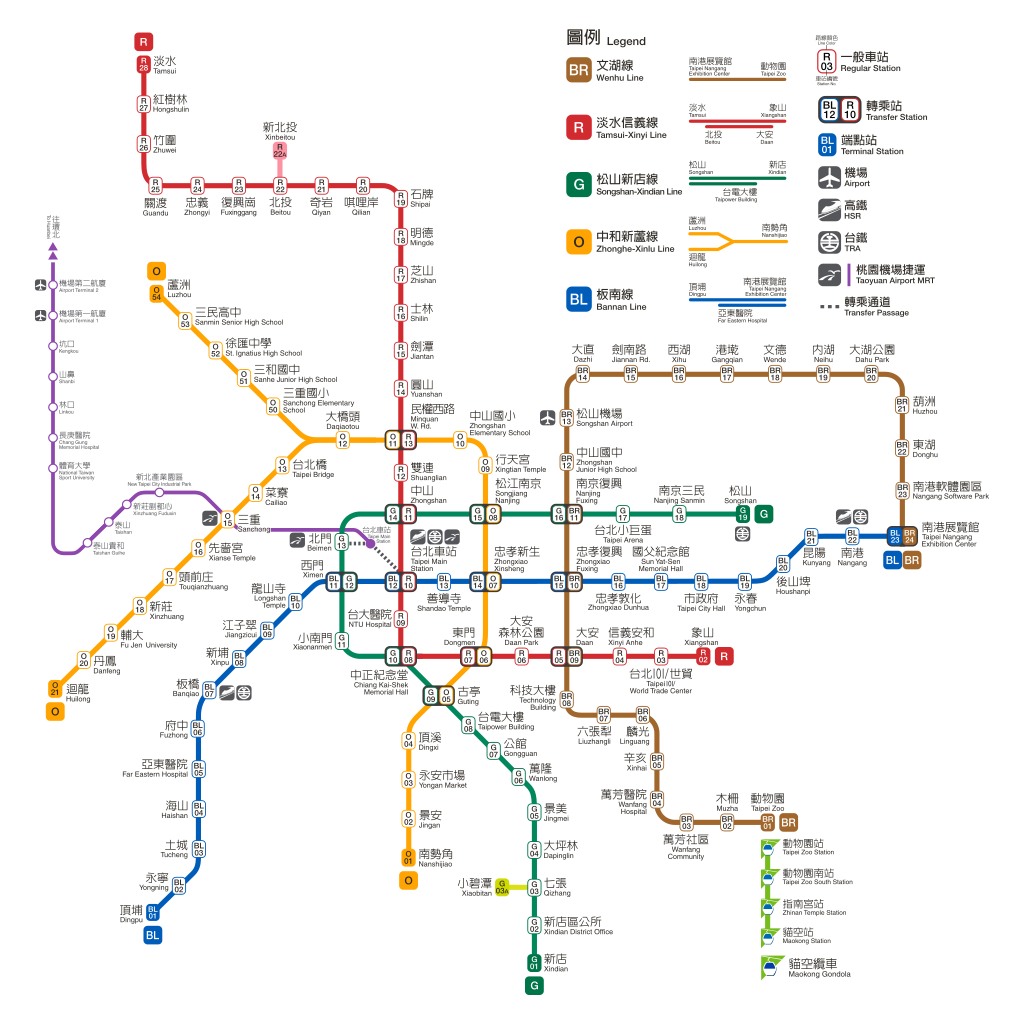 圖例 Legend
BR 文湖線
Wenhu Line
南港展覽館
Taipei Nangang
Exhibition Center
動物園
Taipei Zoo
R 淡水信義線
Tamsui-Xinyi Line
淡水
Tamsui
象山
Xiangshan
北投
Beitou
大安
Daan
G 松山新店線
Songshan-Xindian Line
松山
Songshan
新店
Xindian
台電大樓
Taipower Building
O 中和新蘆線
Zhonghe-Xinlu Line
蘆洲
Luzhou
迴龍
Huilong
南勢角
Nanshijiao
BL 板南線
Bannan Line
頂埔
Dingpu
南港展覽館
Taipei Nangang
Exhibition Center
亞東醫院
Far Eastern Hospital
路線顏色
Line Color
R
03
車站編號
Station No.
一般車站
Regular Station
BL
12
R
10
轉乘站
Transfer Station
BL
01
端點站
Terminal Station
機場
Airport
高鐵
HSR
台鐵
TRA
桃園機場捷運
Taoyuan Airport MRT
轉乘通道
Transfer Passage
R
R
28
淡水
Tamsui
R
27
紅樹林
Hongshulin
R
26
竹圍
Zhuwei
R
25
關渡
Guandu
R
24
忠義
Zhongyi
R
23
復興崗
Fuxinggang
新北投
Xinbeitou
R
22A
R
22
北投
Beitou
R
21
奇岩
Qiyan
R
20
唭哩岸
Qilian
R
19
石牌
Shipai
R
18
明德
Mingde
R
17
芝山
Zhishan
R
16
士林
Shilin
R
15
劍潭
Jiantan
R
14
圓山
Yuanshan
民權西路
Minquan
W. Rd.
O
11
R
13
R
12
雙連
Shuanglian
中山
Zhongshan
G
14
R
11
台北車站
Taipei Main
Station
BL
12
R
10
台大醫院
NTU Hospital
R
09
中正紀念堂
Chiang Kai-Shek
Memorial Hall
G
10
R
08
東門
Dongmen
R
07
O
06
大安
森林公園
Daan Park
R
06
大安
Daan
R
05
BR
09
信義安和
Xinyi Anhe
R
04
台北101/世貿
Taipei101/
World Trade Center
R
03
象山
Xiangshan
R
02
R
往環北
機場第二航廈
Airport Terminal 2
機場第一航廈
Airport Terminal 1
坑口
Kengkou
山鼻
Shanbi
林口
Linkou
長庚醫院
Chang Gung
Memorial Hospital
體育大學
National Taiwan
Sport University
泰山貴和
Taishan Guihe
泰山
Taishan
新莊副都心
Xinzhuang Fuduxin
新北產業園區
New Taipei City Industrial Park
台北車站
Taipei Main
Station
O
O
54
蘆洲
Luzhou
O
53
三民高中
Sanmin Senior High School
O
52
徐匯中學
St. Ignatius High School
O
51
三和國中
Sanhe Junior High School
O
50
三重國小
Sanchong Elementary
School
大橋頭
Daqiaotou
O
12
中山國小
Zhongshan
Elementary School
O
10
O
09
行天宮
Xingtian Temple
松江南京
Songjiang
Nanjing
G
15
O
08
忠孝新生
Zhongxiao
Xinsheng
BL
14
O
07
O
13
台北橋
Taipei Bridge
O
14
菜寮
Cailiao
O
15
三重
Sanchong
O
16
先嗇宮
Xianse Temple
O
17
頭前庄
Touqianzhuang
O
18
新莊
Xinzhuang
O
19
輔大
Fu Jen University
O
20
丹鳳
Danfeng
O
21
迴龍
Huilong
O
G
09
O
05
古亭
Guting
O
04
頂溪
Dingxi
O
03
永安市場
Yongan Market
O
02
景安
Jingan
O
01
南勢角
Nanshijiao
O
北門
Beimen
G
13
西門
Ximen
BL
11
G
12
小南門
Xiaonanmen
G
11
G
08
台電大樓
Taipower Building
G
07
公館
Gongguan
G
06
萬隆
Wanlong
G
05
景美
Jingmei
G
04
大坪林
Dapinglin
小碧潭
Xiaobitan
G
03A
G
03
七張
Qizhang
G
02
新店區公所
Xindian District Office
G
01
新店
Xindian
G
南京復興
Nanjing
Fuxing
G
16
BR
11
G
17
台北小巨蛋
Taipei Arena
南京三民
Nanjing Sanmin
G
18
松山
Songshan
G
19
G
龍山寺
Longshan
Temple
BL
10
江子翠
Jiangzicui
BL
09
新埔
Xinpu
BL
08
板橋
Banqiao
BL
07
府中
Fuzhong
BL
06
亞東醫院
Far Eastern Hospital
BL
05
海山
Haishan
BL
04
土城
Tucheng
BL
03
永寧
Yongning
BL
02
頂埔
Dingpu
BL
01
BL
BL
13
善導寺
Shandao Temple
忠孝復興
Zhongxiao
Fuxing
BL
15
BR
10
BL
16
忠孝敦化
Zhongxiao Dunhua
國父紀念館
Sun Yat-Sen
Memorial Hall
BL
17
BL
18
市政府
Taipei City Hall
BL
19
永春
Yongchun
BL
20
後山埤
Houshanpi
BL
21
昆陽
Kunyang
BL
22
南港
Nangang
BL
23
BR
24
南港展覽館
Taipei Nangang
Exhibition Center
BL
BR
大直
Dazhi
BR
14
劍南路
Jiannan Rd.
BR
15
西湖
Xihu
BR
16
港墘
Gangqian
BR
17
文德
Wende
BR
18
內湖
Neihu
BR
19
大湖公園
Dahu Park
BR
20
BR
21
葫洲
Huzhou
BR
22
東湖
Donghu
BR
23
南港軟體園區
Nangang Software Park
BR
13
松山機場
Songshan Airport
BR
12
中山國中
Zhongshan
Junior High School
科技大樓
Technology
Building
BR
08
BR
07
六張犁
Liuzhangli
BR
06
麟光
Linguang
辛亥
Xinhai
BR
05
萬芳醫院
Wanfang
Hospital
BR
04
BR
03
萬芳社區
Wanfang
Community
木柵
Muzha
BR
02
動物園
Taipei Zoo
BR
01
BR
動物園站
Taipei Zoo Station
動物園南站
Taipei Zoo South Station
指南宮站
Zhinan Temple Station
貓空站
Maokong Station
貓空纜車
Maokong Gondola